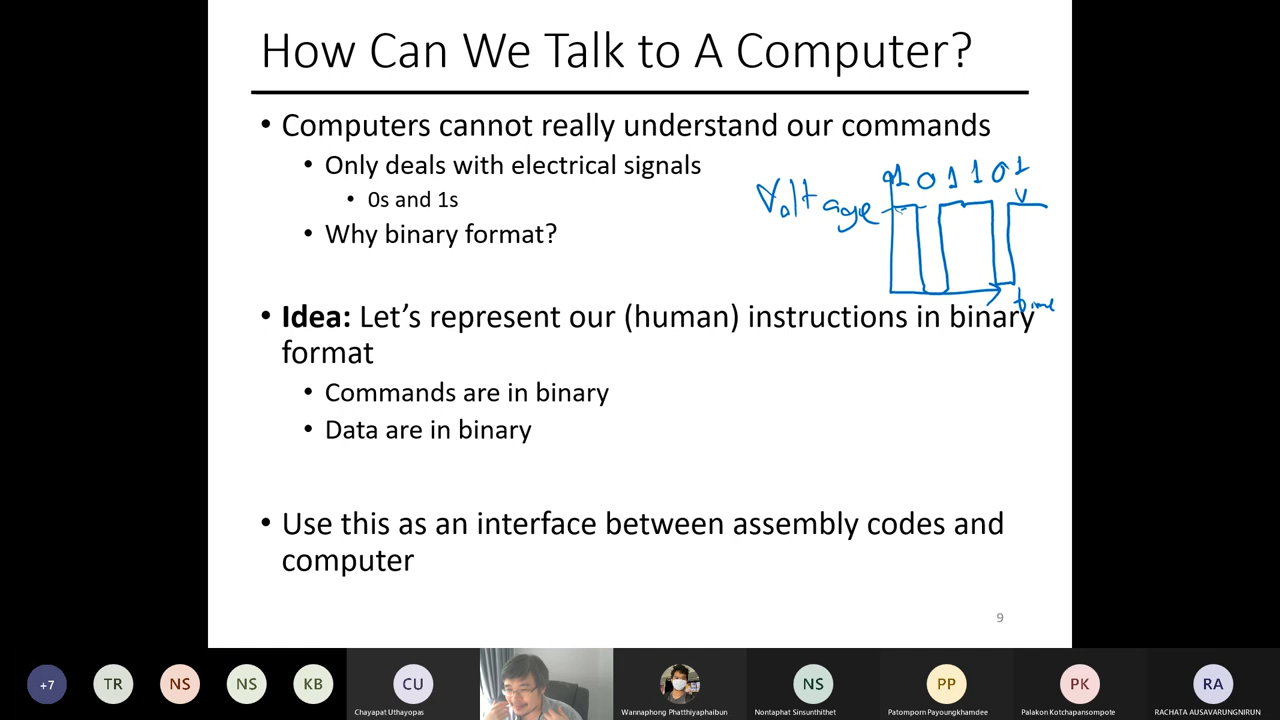 How Can We Talk to A Computer?
• Computers cannot really understand our commands
• Only deals with electrical signals
• 0s and 1s
• Why binary format?
Voltage
1 0 1 1 0 1
time
• Idea: Let's represent our (human) instructions in binary
format
• Commands are in binary
• Data are in binary
• Use this as an interface between assembly codes and
computer
9
+7 TR NS NS KB CU NS PP PK RA
Chayapat Uthayopas Wannaphong Phatthiyaphaibun Nontaphat Sinsunthithet Patomporn Payoungkhamdee Palakon Kotchapansompote RACHATA AUSAVARUNGNIRUN